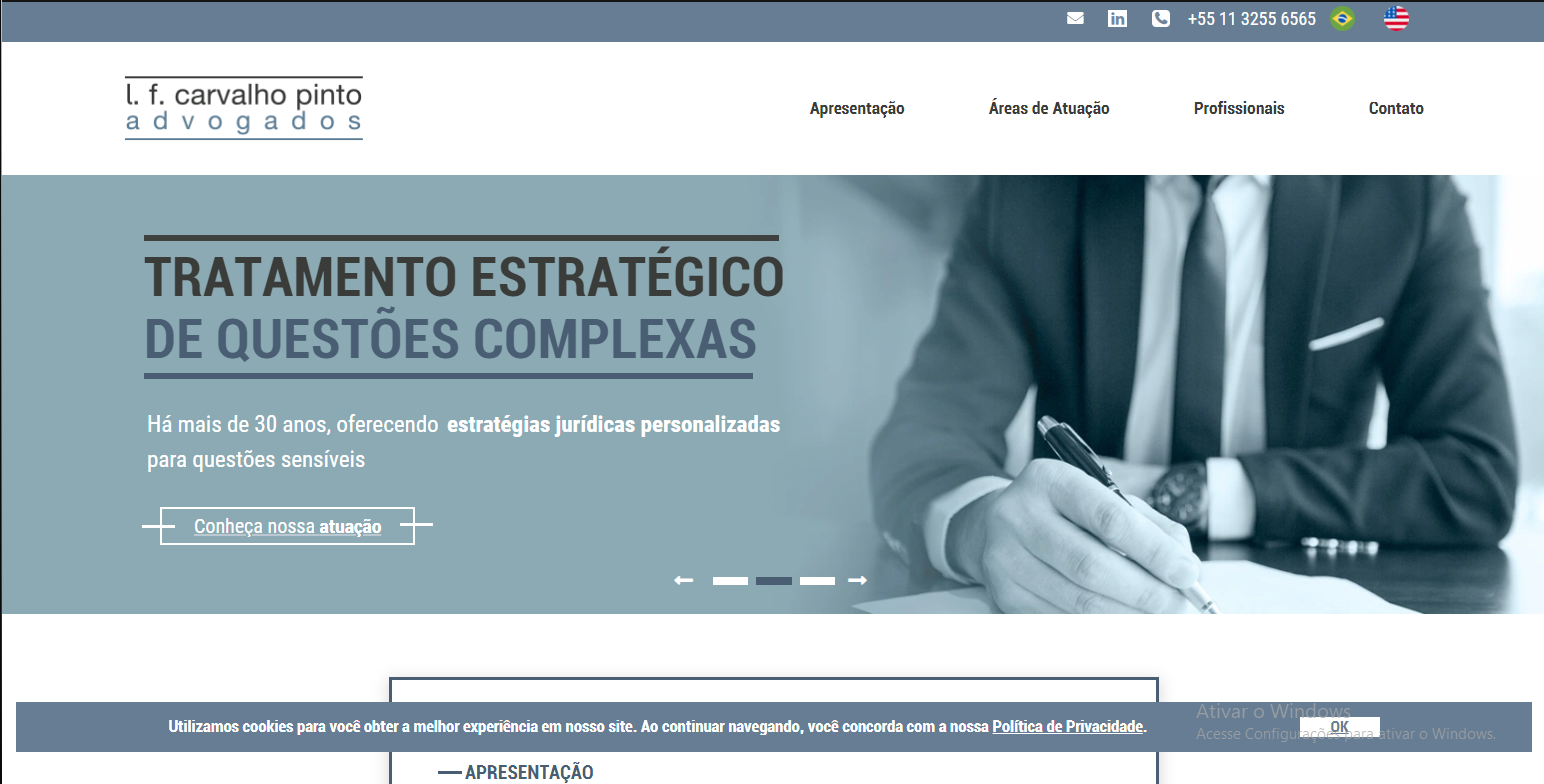 +55 11 3255 6565
l. f. carvalho pinto
advogados
Apresentação Áreas de Atuação Profissionais Contato
TRATAMENTO ESTRATÉGICO
DE QUESTÕES COMPLEXAS
Há mais de 30 anos, oferecendo estratégias jurídicas personalizadas
para questões sensíveis
Conheça nossa atuação
Utilizamos cookies para você obter a melhor experiência em nosso site. Ao continuar navegando, você concorda com a nossa Política de Privacidade.
OK
Ativar o Windows
Acesse Configurações para ativar o Windows.
APRESENTAÇÃO